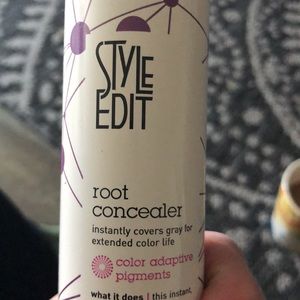 STYLE
EDIT
root
concealer
instantly covers gray for
extended color life
color adaptive
pigments
what it does | this instant,